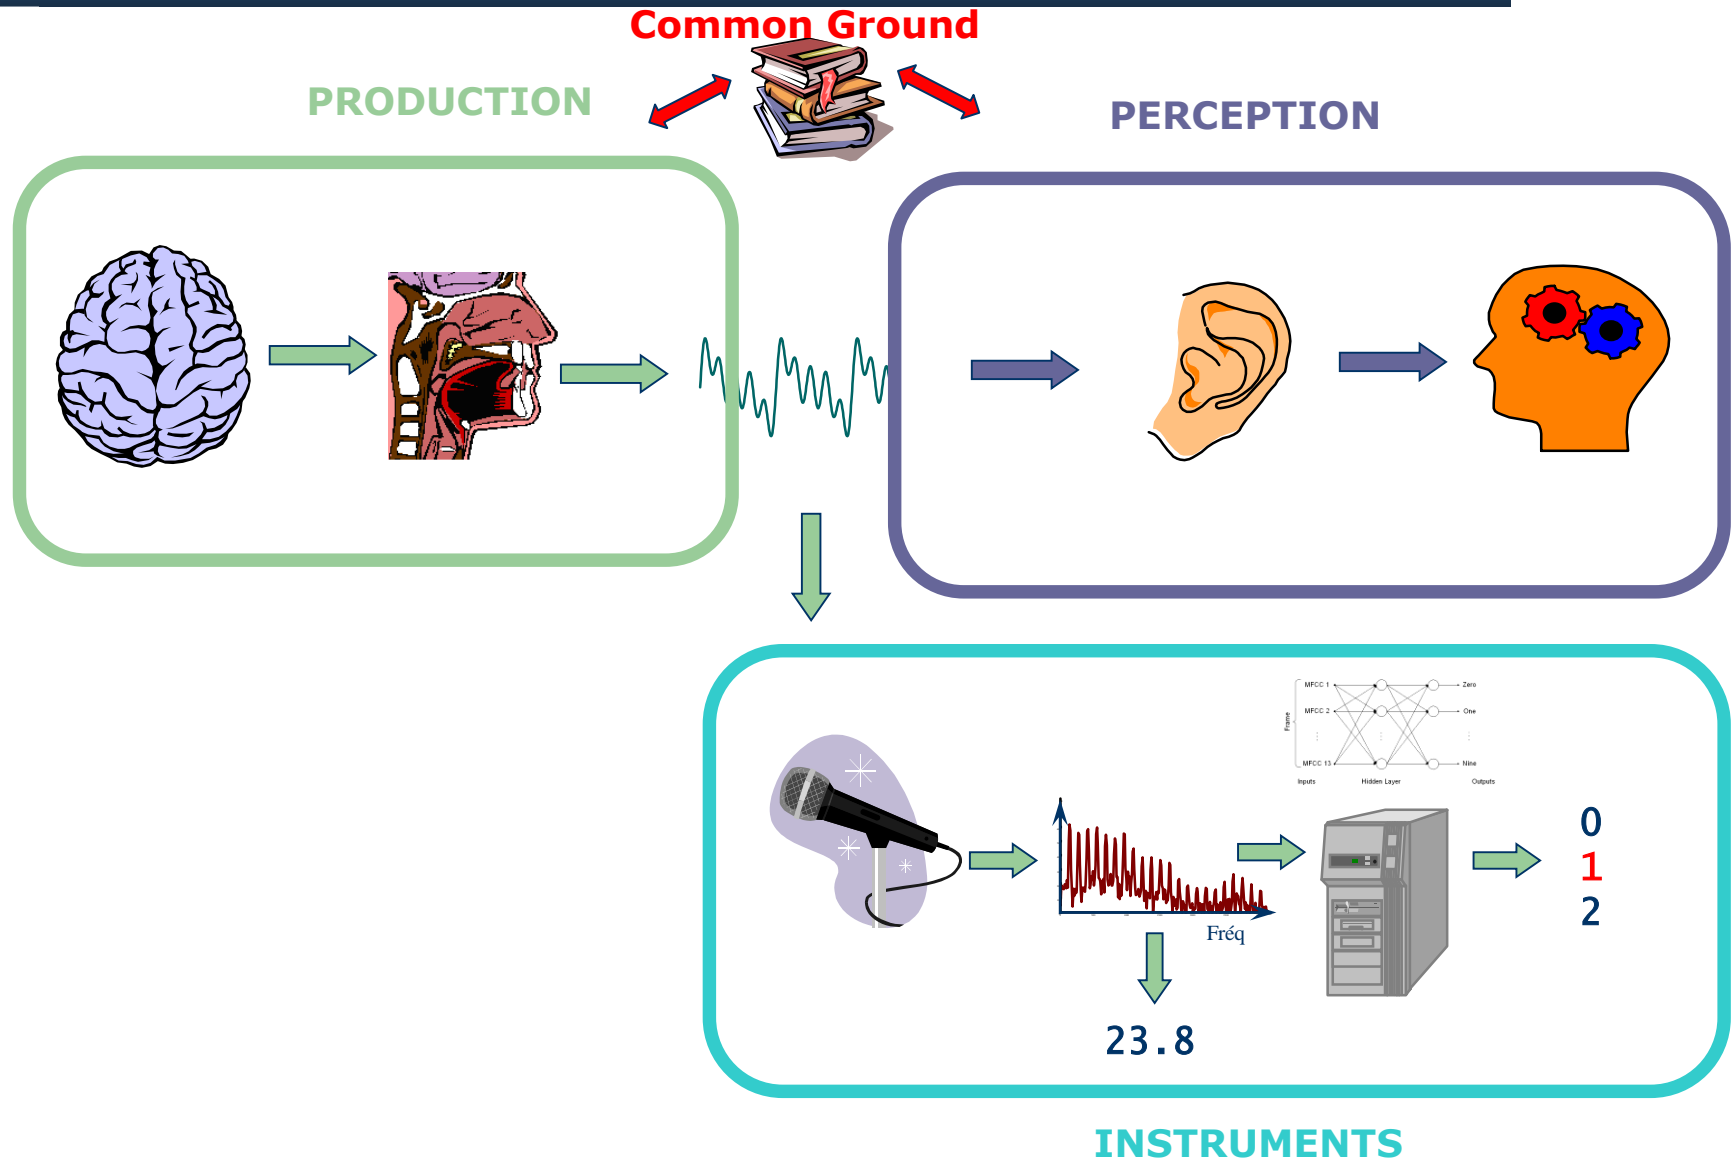 Common Ground
PRODUCTION
PERCEPTION
MFCC 1
Zero
MFCC 2
One
Frame
MFCC 13
Nine
Inputs
Hidden Layer
Outputs
0
1
2
Fréq
23.8
INSTRUMENTS